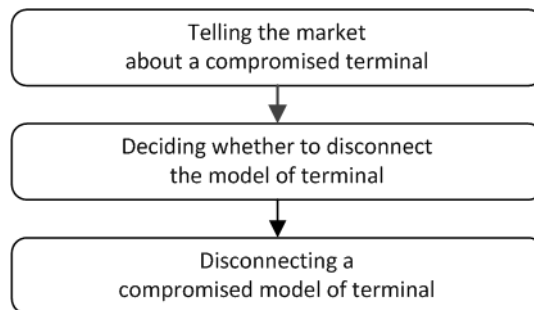 Telling the market
about a compromised terminal
Deciding whether to disconnect
the model of terminal
Disconnecting a
compromised model of terminal